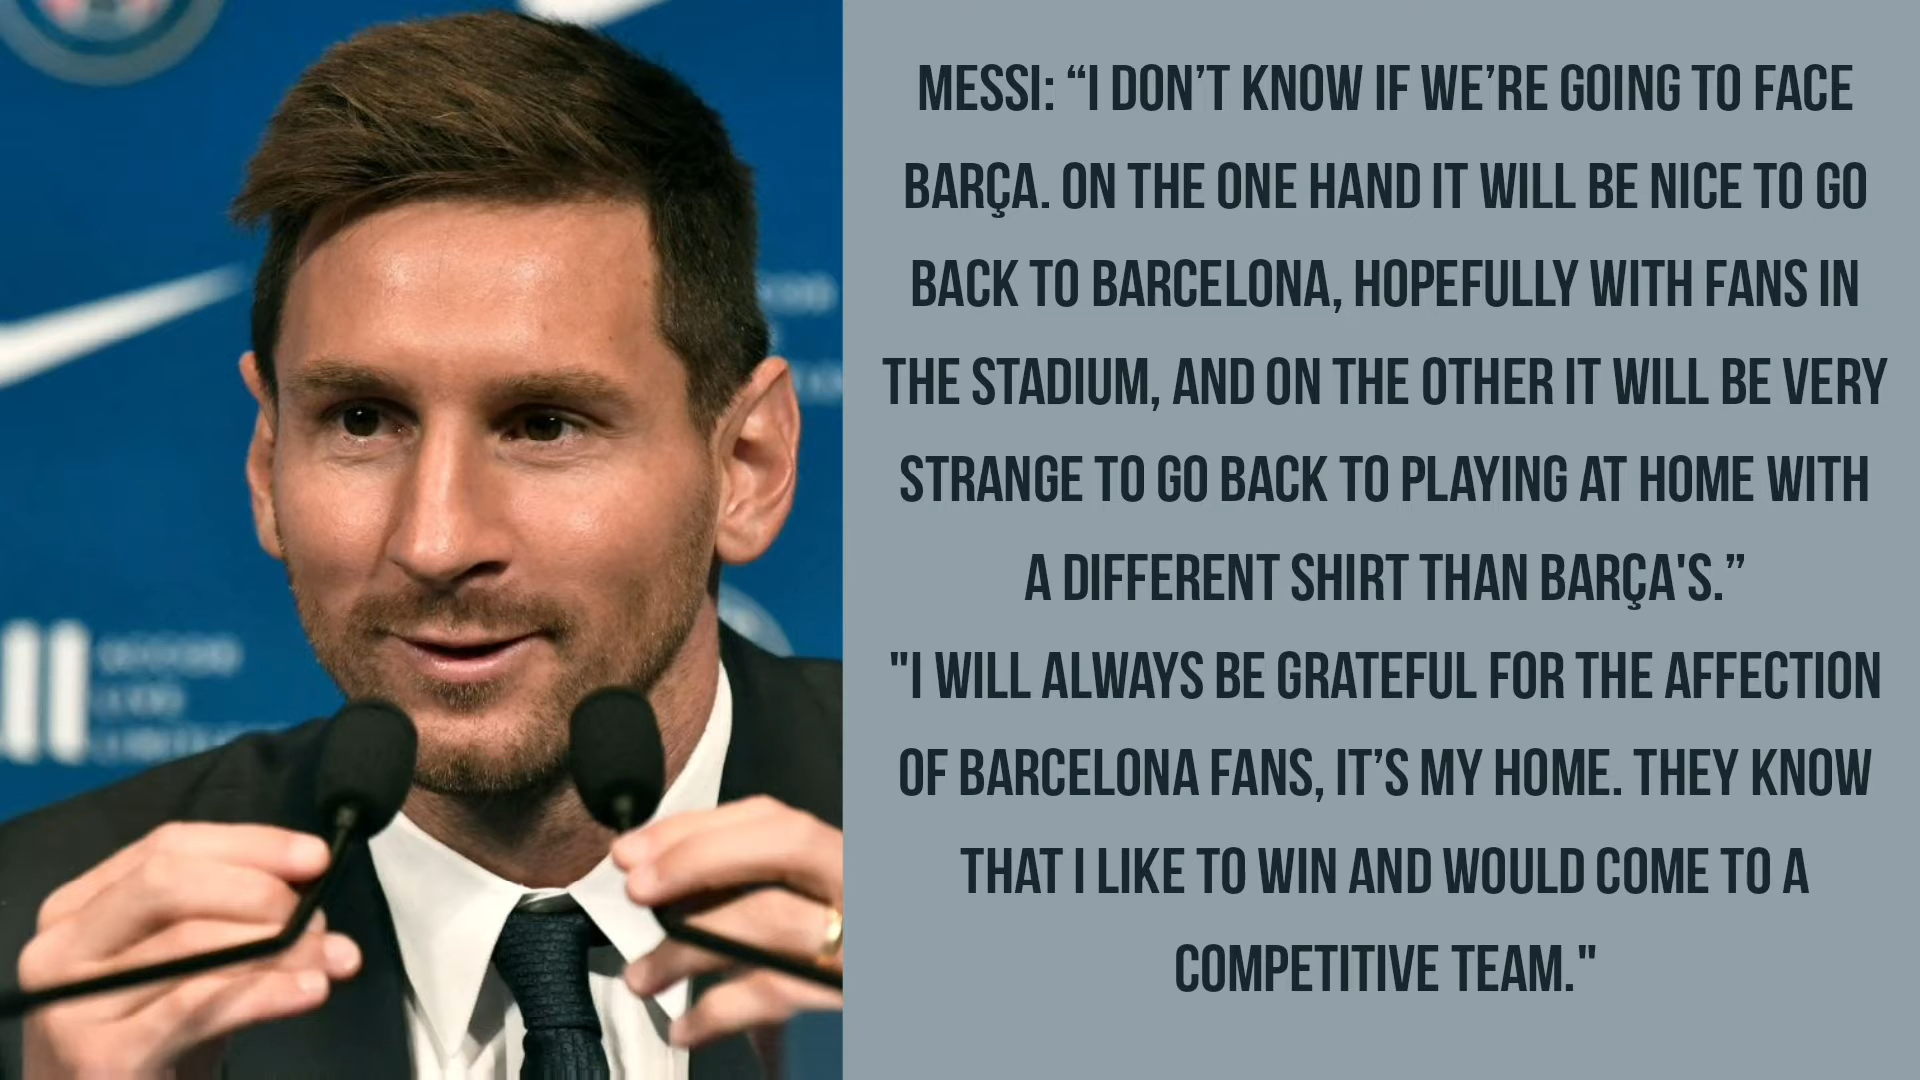 MESSI: “I DON’T KNOW IF WE’RE GOING TO FACE
BARÇA. ON THE ONE HAND IT WILL BE NICE TO GO
BACK TO BARCELONA, HOPEFULLY WITH FANS IN
THE STADIUM, AND ON THE OTHER IT WILL BE VERY
STRANGE TO GO BACK TO PLAYING AT HOME WITH
A DIFFERENT SHIRT THAN BARÇA'S.”
"I WILL ALWAYS BE GRATEFUL FOR THE AFFECTION
OF BARCELONA FANS, IT’S MY HOME. THEY KNOW
THAT I LIKE TO WIN AND WOULD COME TO A
COMPETITIVE TEAM."